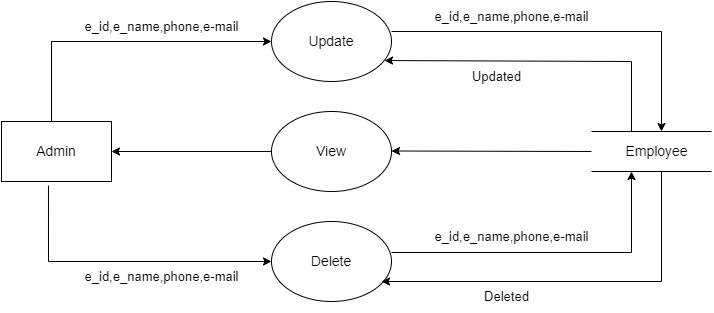 e_id,e_name,phone,e-mail
e_id,e_name,phone,e-mail
Update
Updated
Admin
View
Employee
e_id,e_name,phone,e-mail
Delete
e_id,e_name,phone,e-mail
Deleted